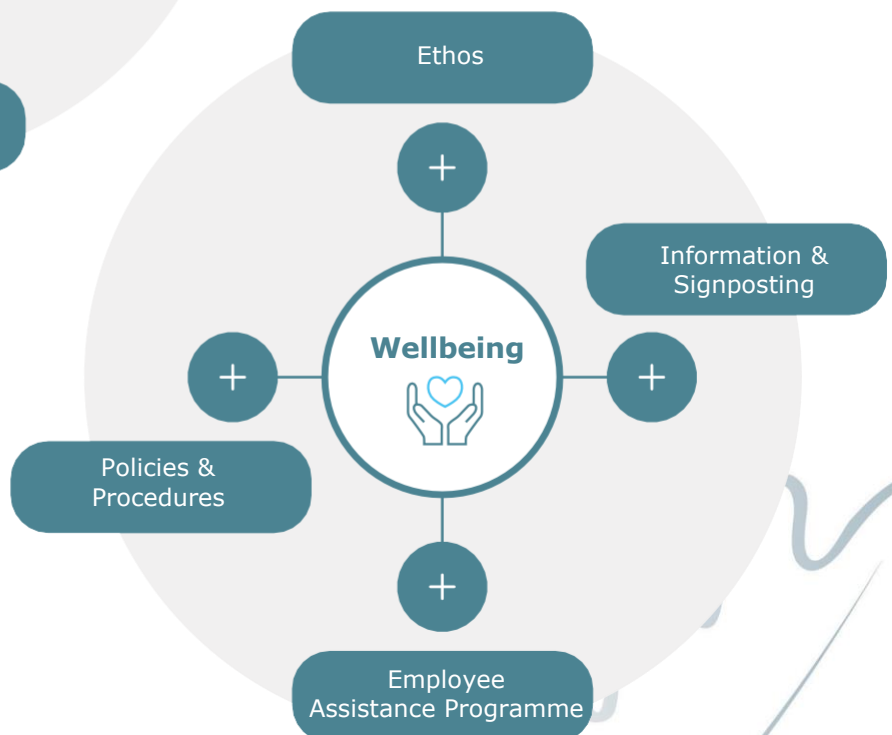 Ethos
Information &
Signposting
Wellbeing
Policies &
Procedures
Employee
Assistance Programme